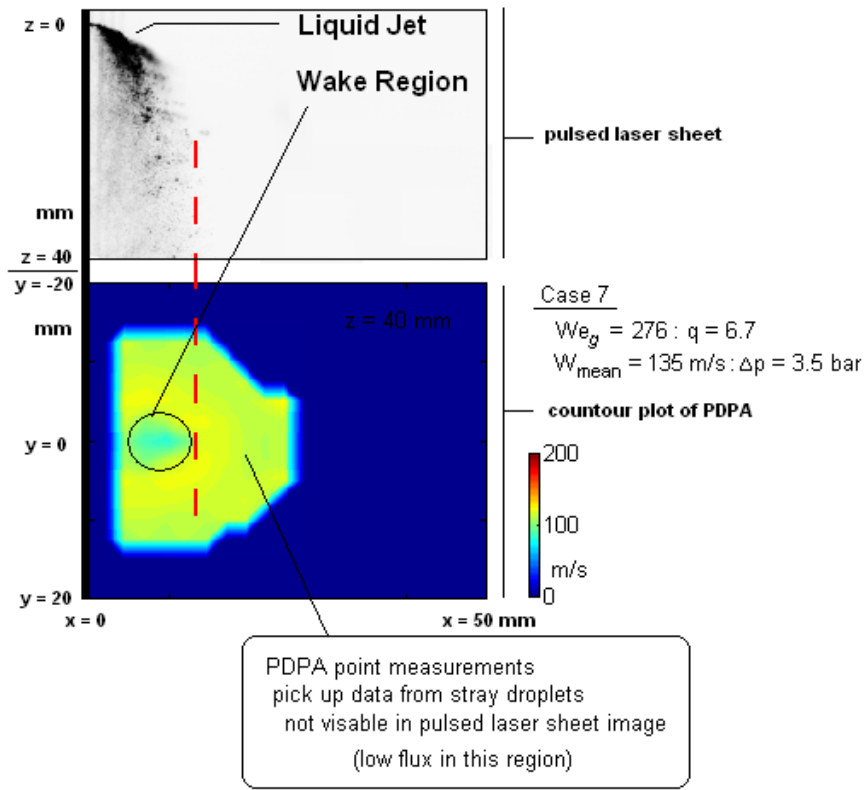 z = 0
Liquid Jet
Wake Region
pulsed laser sheet
mm
z = 40
y = -20
mm
z = 40 mm
Case 7
We_g = 276 : q = 6.7
W_mean = 135 m/s : Δp = 3.5 bar
countour plot of PDPA
y = 0
200
100
m/s
0
y = 20
x = 0
x = 50 mm
PDPA point measurements
pick up data from stray droplets
not visable in pulsed laser sheet image
(low flux in this region)